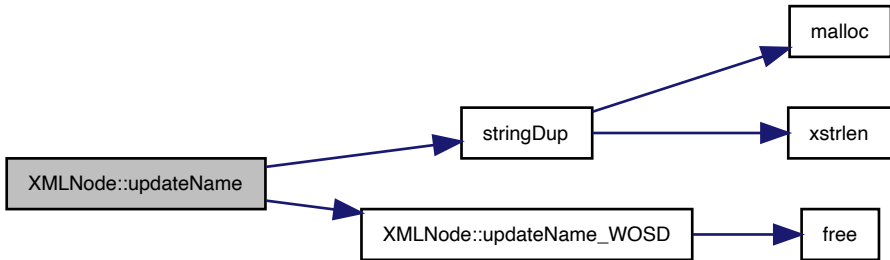 malloc
stringDup
xstrlen
XMLNode::updateName
XMLNode::updateName_WOSD
free